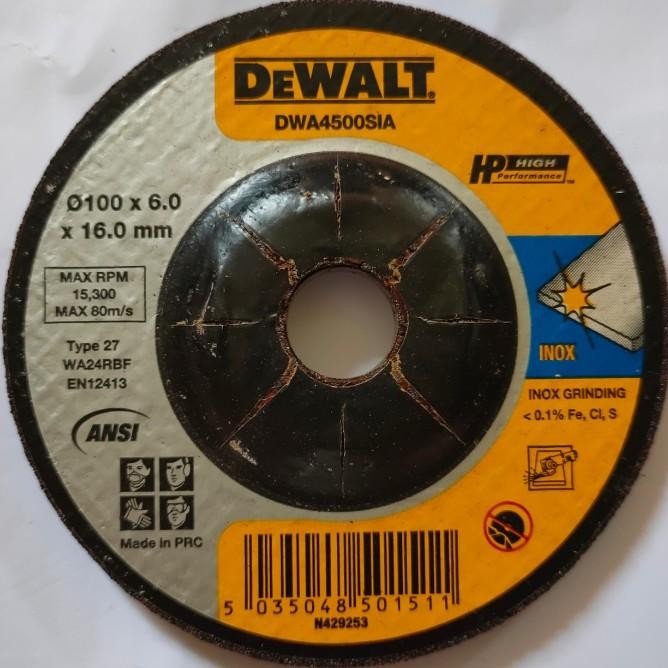 DEWALT®
DWA4500SIA
HP HIGH
Performance™
Ø100 x 6.0
x 16.0 mm
MAX RPM
15,300
MAX 80m/s
Type 27
WA24RBF
EN12413
ANSI
Made in PRC
INOX
INOX GRINDING
< 0.1% Fe, Cl, S
5 035048 501511
N429253